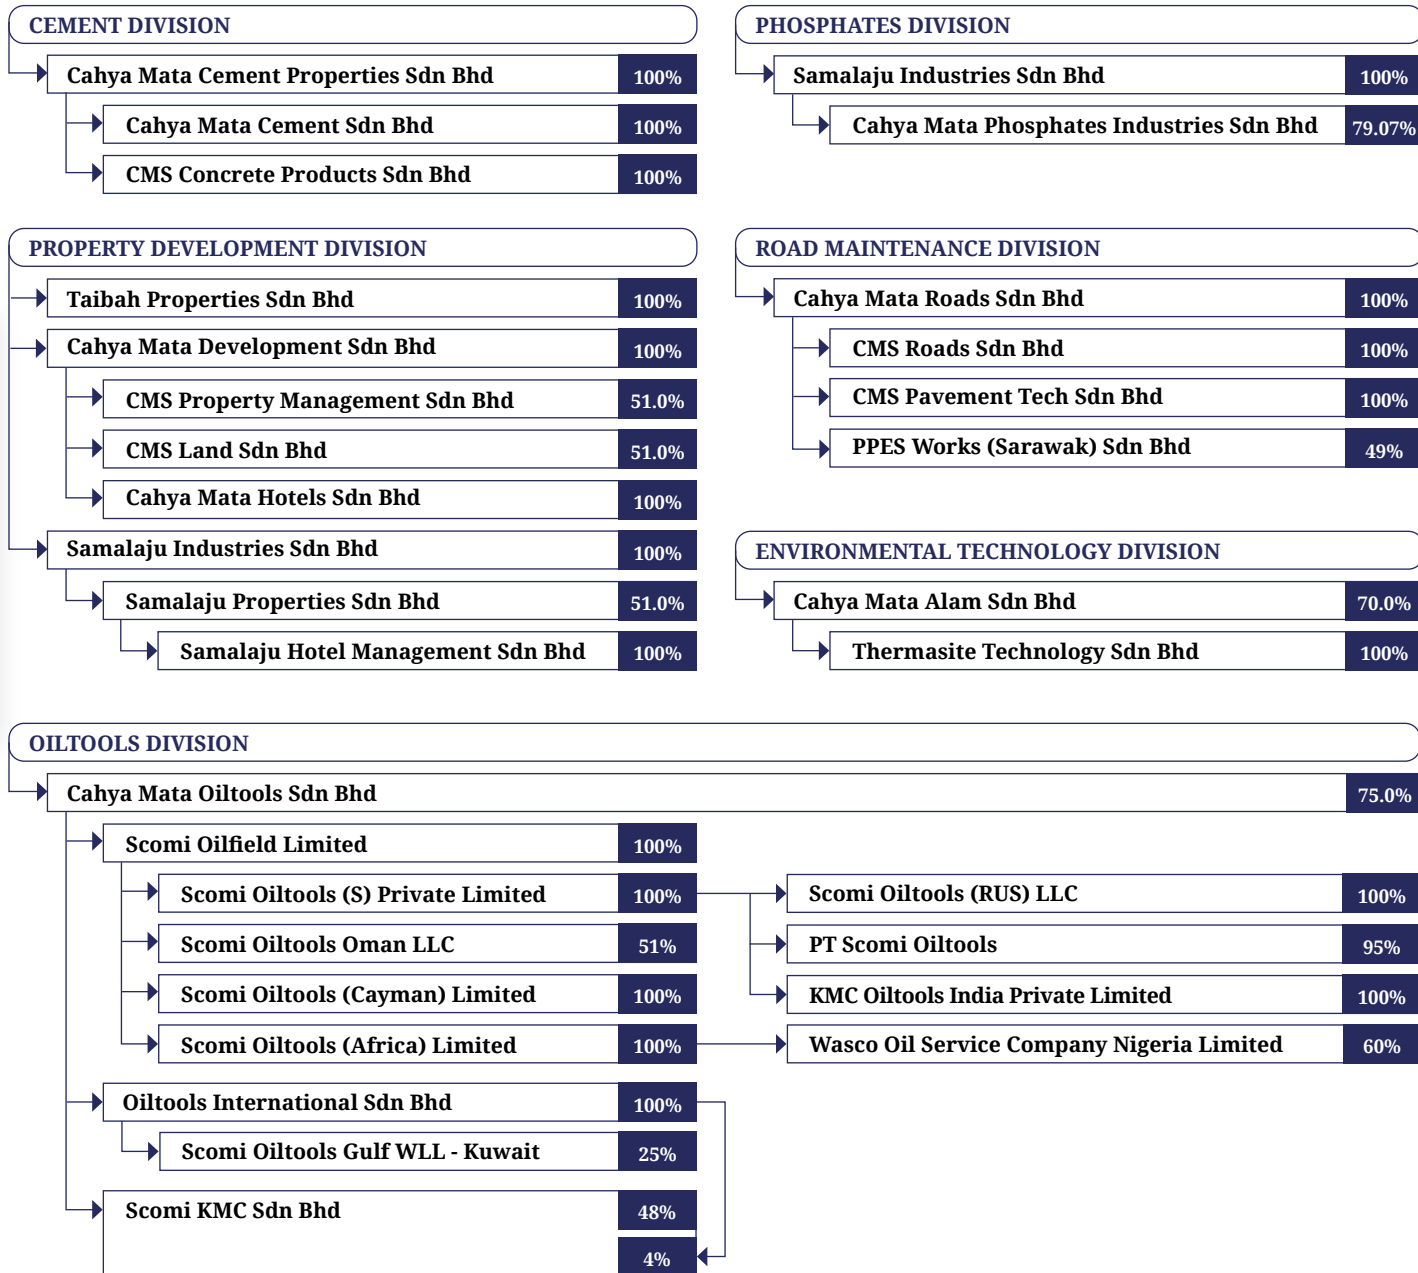 CEMENT DIVISION
Cahya Mata Cement Properties Sdn Bhd 100%
Cahya Mata Cement Sdn Bhd 100%
CMS Concrete Products Sdn Bhd 100%
PHOSPHATES DIVISION
Samalaju Industries Sdn Bhd 100%
Cahya Mata Phosphates Industries Sdn Bhd 79.07%
PROPERTY DEVELOPMENT DIVISION
Taibah Properties Sdn Bhd 100%
Cahya Mata Development Sdn Bhd 100%
CMS Property Management Sdn Bhd 51.0%
CMS Land Sdn Bhd 51.0%
Cahya Mata Hotels Sdn Bhd 100%
Samalaju Industries Sdn Bhd 100%
Samalaju Properties Sdn Bhd 51.0%
Samalaju Hotel Management Sdn Bhd 100%
ROAD MAINTENANCE DIVISION
Cahya Mata Roads Sdn Bhd 100%
CMS Roads Sdn Bhd 100%
CMS Pavement Tech Sdn Bhd 100%
PPES Works (Sarawak) Sdn Bhd 49%
ENVIRONMENTAL TECHNOLOGY DIVISION
Cahya Mata Alam Sdn Bhd 70.0%
Thermasite Technology Sdn Bhd 100%
OILTOOLS DIVISION
Cahya Mata Oiltools Sdn Bhd 75.0%
Scomi Oilfield Limited 100%
Scomi Oiltools (S) Private Limited 100%
Scomi Oiltools Oman LLC 51%
Scomi Oiltools (Cayman) Limited 100%
Scomi Oiltools (Africa) Limited 100%
Scomi Oiltools (RUS) LLC 100%
PT Scomi Oiltools 95%
KMC Oiltools India Private Limited 100%
Wasco Oil Service Company Nigeria Limited 60%
Oiltools International Sdn Bhd 100%
Scomi Oiltools Gulf WLL - Kuwait 25%
Scomi KMC Sdn Bhd 48%
4%